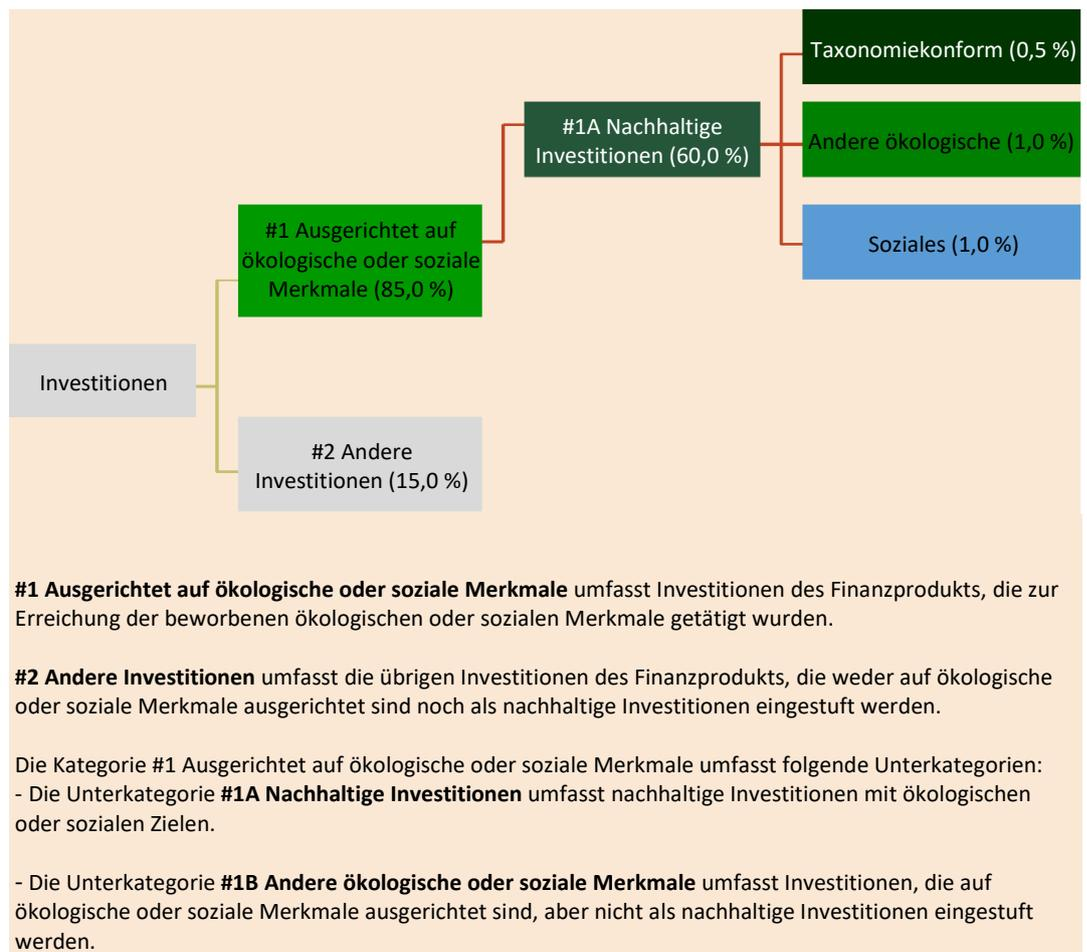 Taxonomiekonform (0,5 %)
#1A Nachhaltige
Investitionen (60,0 %)
Andere ökologische (1,0 %)
#1 Ausgerichtet auf
ökologische oder soziale
Merkmale (85,0 %)
Soziales (1,0 %)
Investitionen
#2 Andere
Investitionen (15,0 %)
#1 Ausgerichtet auf ökologische oder soziale Merkmale umfasst Investitionen des Finanzprodukts, die zur
Erreichung der beworbenen ökologischen oder sozialen Merkmale getätigt wurden.
#2 Andere Investitionen umfasst die übrigen Investitionen des Finanzprodukts, die weder auf ökologische
oder soziale Merkmale ausgerichtet sind noch als nachhaltige Investitionen eingestuft werden.
Die Kategorie #1 Ausgerichtet auf ökologische oder soziale Merkmale umfasst folgende Unterkategorien:
- Die Unterkategorie #1A Nachhaltige Investitionen umfasst nachhaltige Investitionen mit ökologischen
oder sozialen Zielen.
- Die Unterkategorie #1B Andere ökologische oder soziale Merkmale umfasst Investitionen, die auf
ökologische oder soziale Merkmale ausgerichtet sind, aber nicht als nachhaltige Investitionen eingestuft
werden.